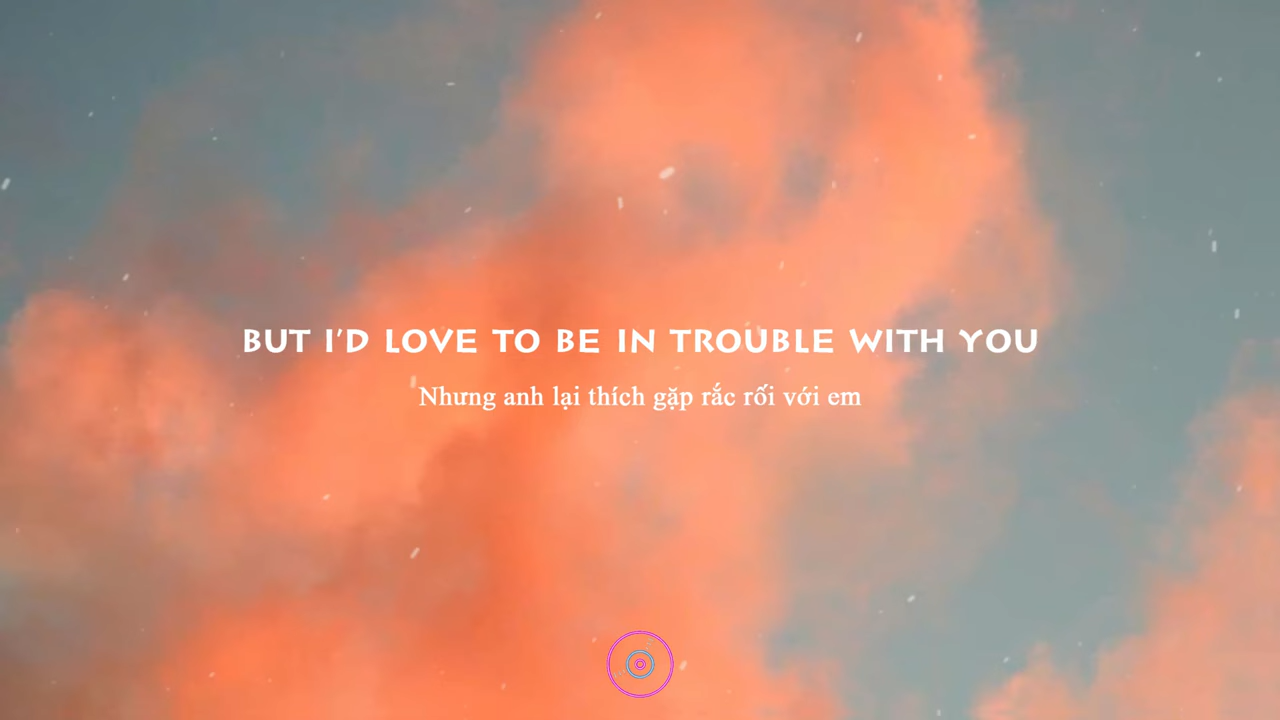 BUT I'D LOVE TO BE IN TROUBLE WITH YOU
Nhưng anh lại thích gặp rắc rối với em